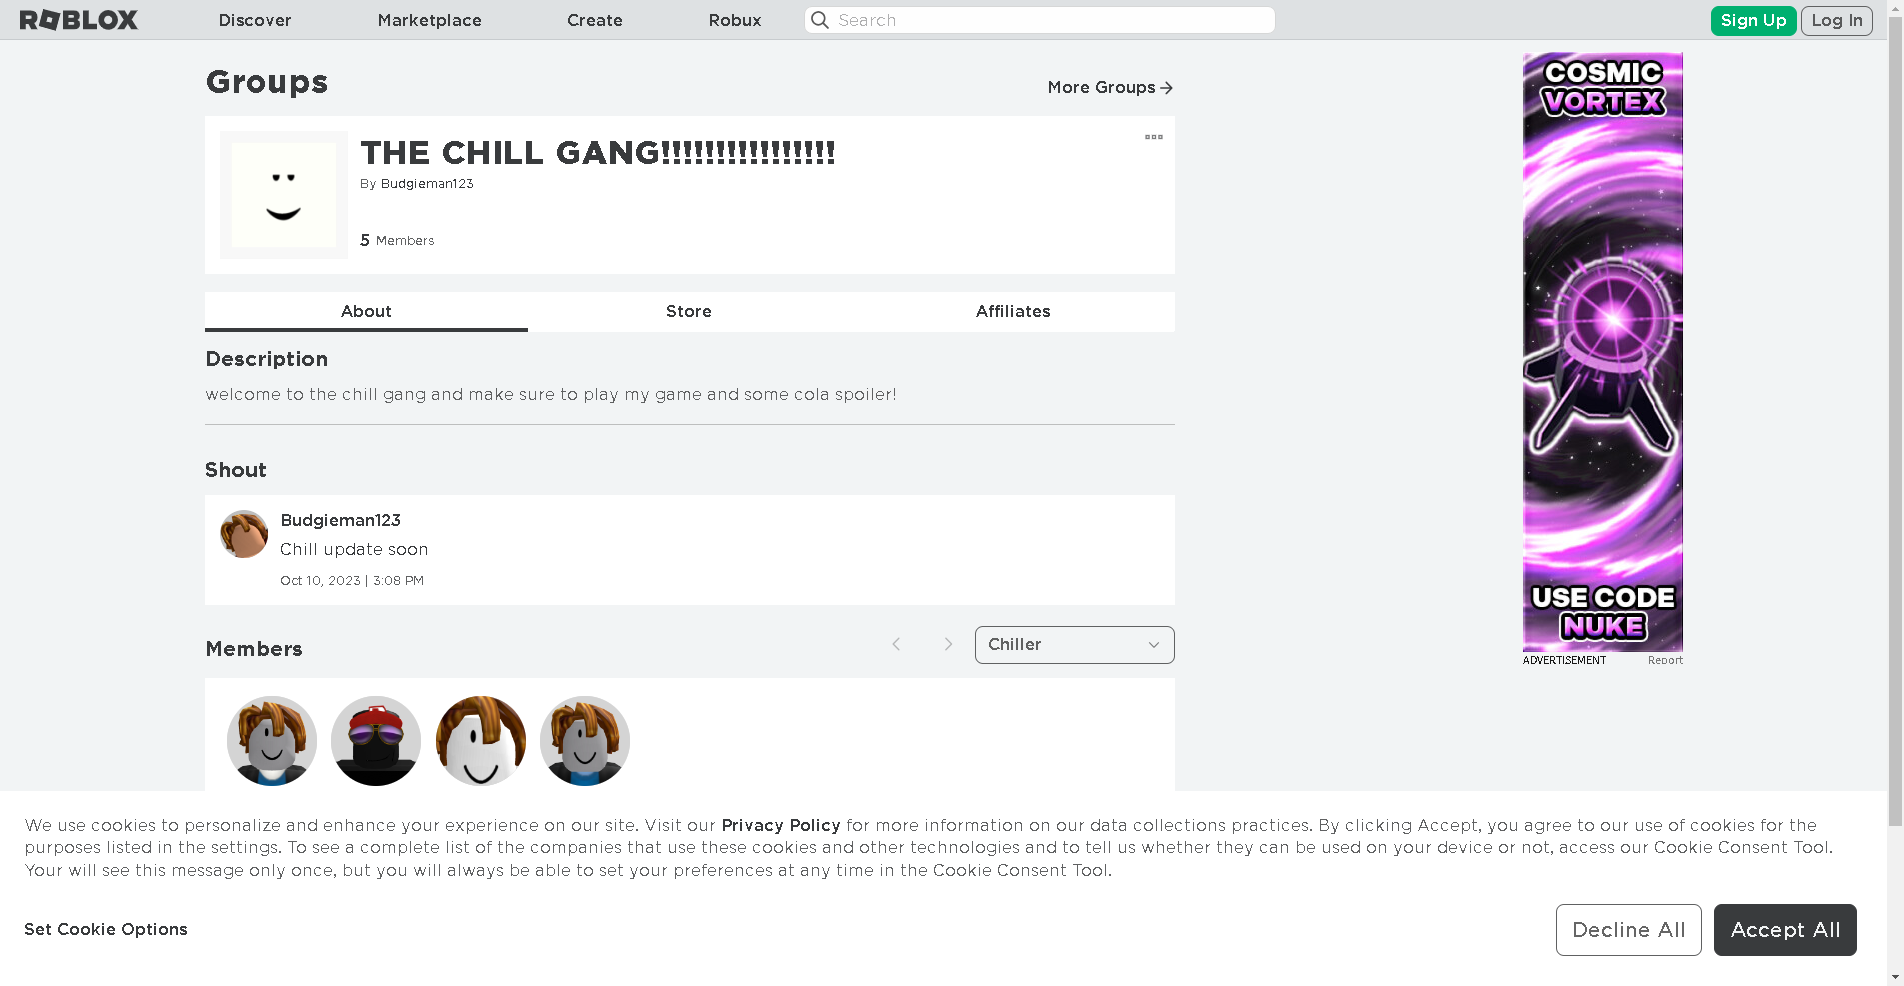 ROBLOX Discover Marketplace Create Robux Search Sign Up Log In
Groups
More Groups
THE CHILL GANG!!!!!!!!!!!!!!!!
By Budgieman123
5 Members
About Store Affiliates
Description
welcome to the chill gang and make sure to play my game and some cola spoiler!
Shout
Budgieman123
Chill update soon
Oct 10, 2023 | 3:08 PM
Members
Chiller
COSMIC
VORTEX
USE CODE
NUKE
ADVERTISEMENT Report
We use cookies to personalize and enhance your experience on our site. Visit our Privacy Policy for more information on our data collections practices. By clicking Accept, you agree to our use of cookies for the
purposes listed in the settings. To see a complete list of the companies that use these cookies and other technologies and to tell us whether they can be used on your device or not, access our Cookie Consent Tool.
Your will see this message only once, but you will always be able to set your preferences at any time in the Cookie Consent Tool.
Set Cookie Options
Decline All
Accept All